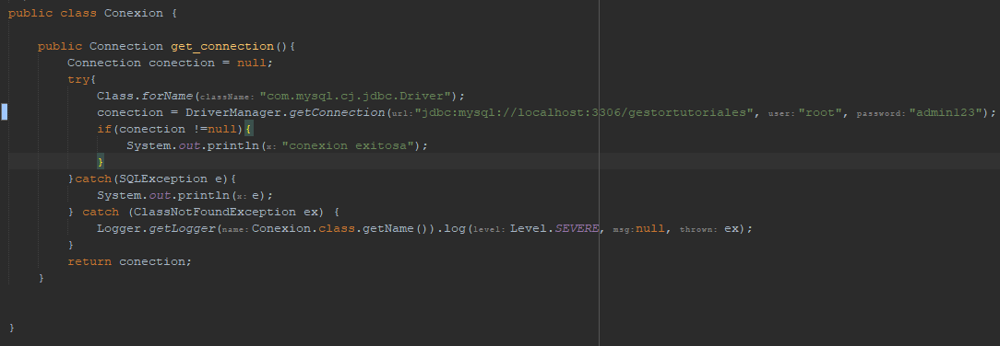 public class Conexion {
public Connection get_connection(){
Connection conection = null;
try{
Class.forName(className: "com.mysql.cj.jdbc.Driver");
conection = DriverManager.getConnection(url:"jdbc:mysql://localhost:3306/gestortutoriales", user:"root", password:"admin123");
if(conection !=null){
System.out.println(x: "conexion exitosa");
}
}catch(SQLException e){
System.out.println(x: e);
} catch (ClassNotFoundException ex) {
Logger.getLogger(name: Conexion.class.getName()).log(level: Level.SEVERE, msg:null, thrown: ex);
}
return conection;
}
}